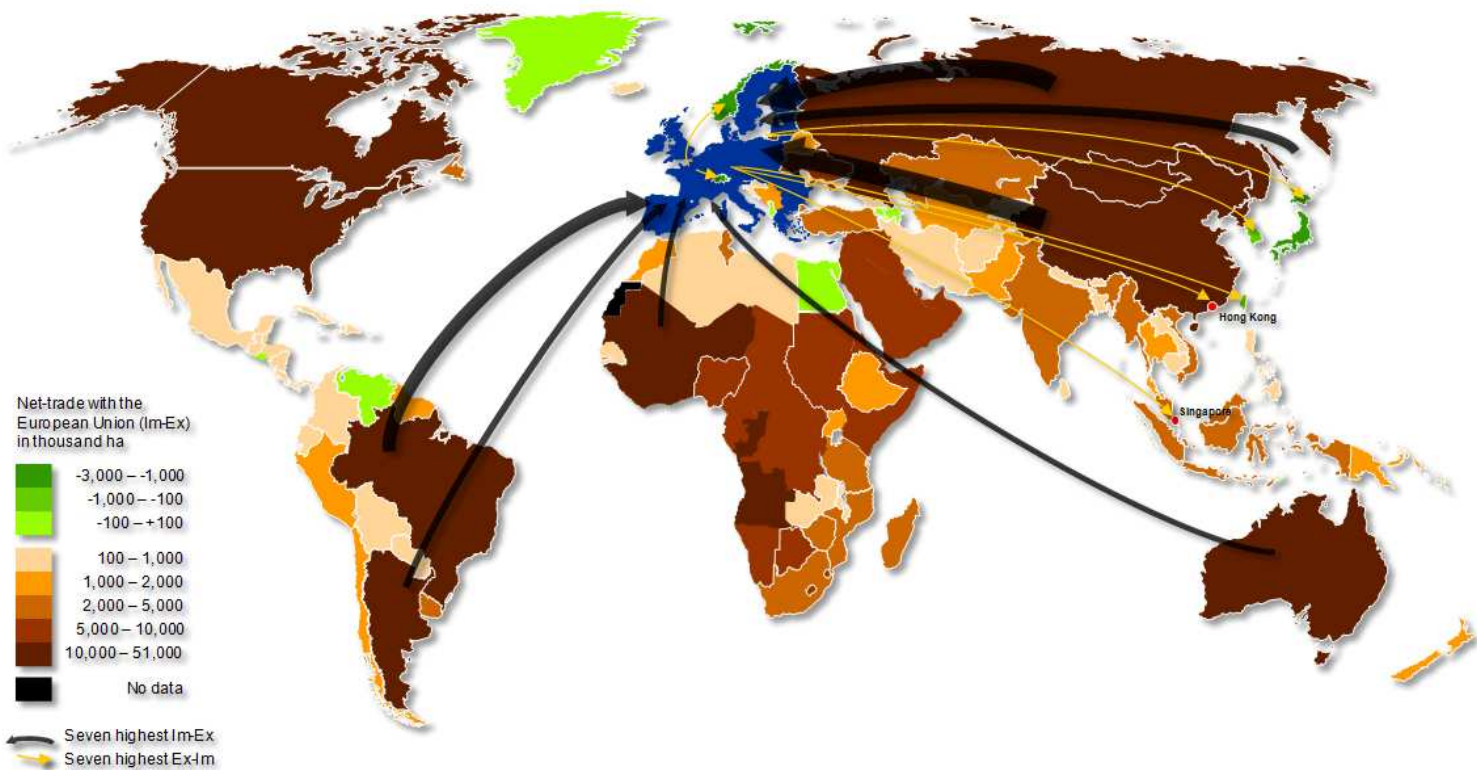 Hong Kong
Singapore
Net-trade with the
European Union (Im-Ex)
in thousand ha
-3,000 – -1,000
-1,000 – -100
-100 – +100
100 – 1,000
1,000 – 2,000
2,000 – 5,000
5,000 – 10,000
10,000 – 51,000
No data
Seven highest Im-Ex
Seven highest Ex-Im